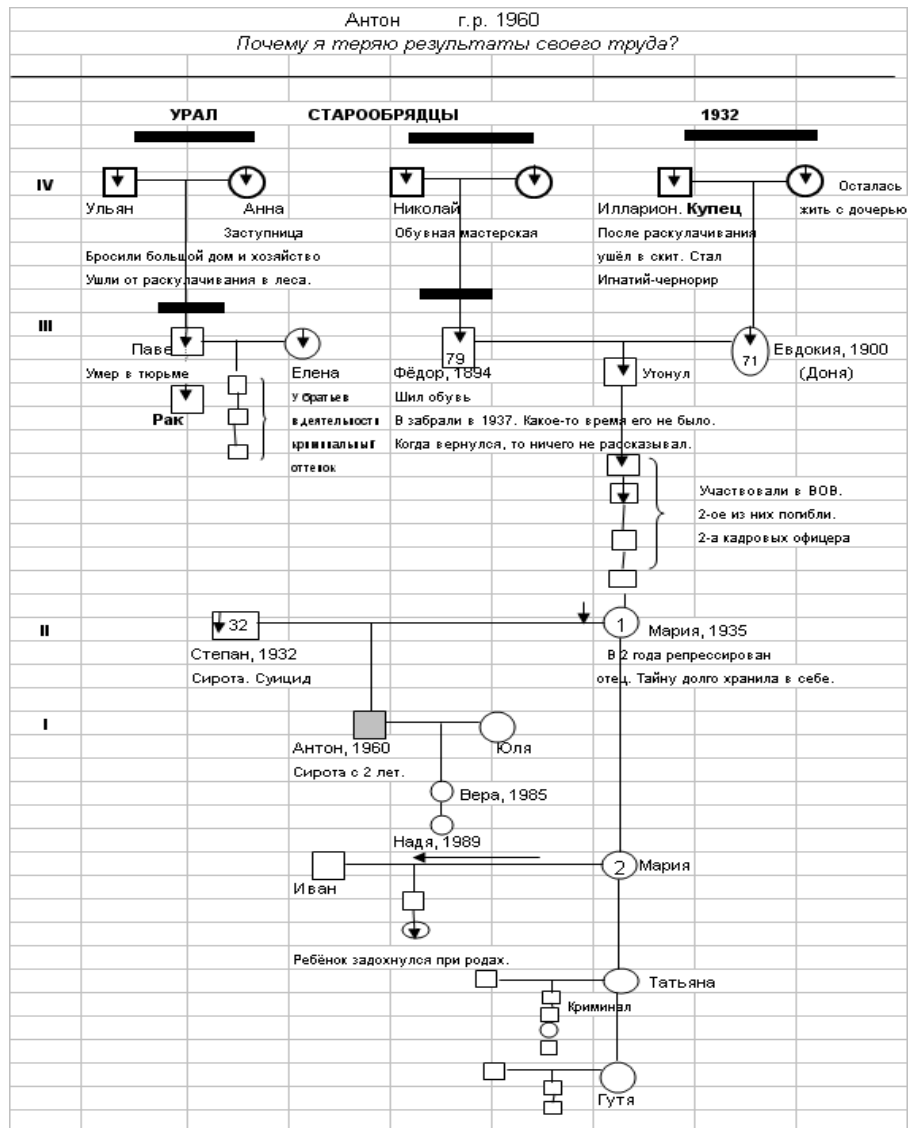 Антон г.р. 1960
Почему я теряю результаты своего труда?
УРАЛ СТАРООБРЯДЦЫ 1932
IV
Осталась
жить с дочерью
Ульян Анна Николай Илларион. Купец
Заступница Обувная мастерская После раскулачивания
Бросили большой дом и хозяйство ушёл в скит. Стал
Ушли от раскулачивания в леса. Игнатий-чернорир
III
Паве 79 71 Евдокия, 1900
Умер в тюрьме Елена Фёдор, 1894 Утонул (Доня)
У братьев Шил обувь
Рак в деятельности В забрали в 1937. Какое-то время его не было.
криминальный Когда вернулся, то ничего не рассказывал.
оттенок
Участвовали в ВОВ.
2-ое из них погибли.
2-а кадровых офицера
II 32 1 Мария, 1935
Степан, 1932 В 2 года репрессирован
Сирота. Суицид отец. Тайну долго хранила в себе.
I
Антон, 1960 Юля
Сирота с 2 лет.
Вера, 1985
Надя, 1989
2 Мария
Иван
Ребёнок задохнулся при родах.
Татьяна
Криминал
Гутя